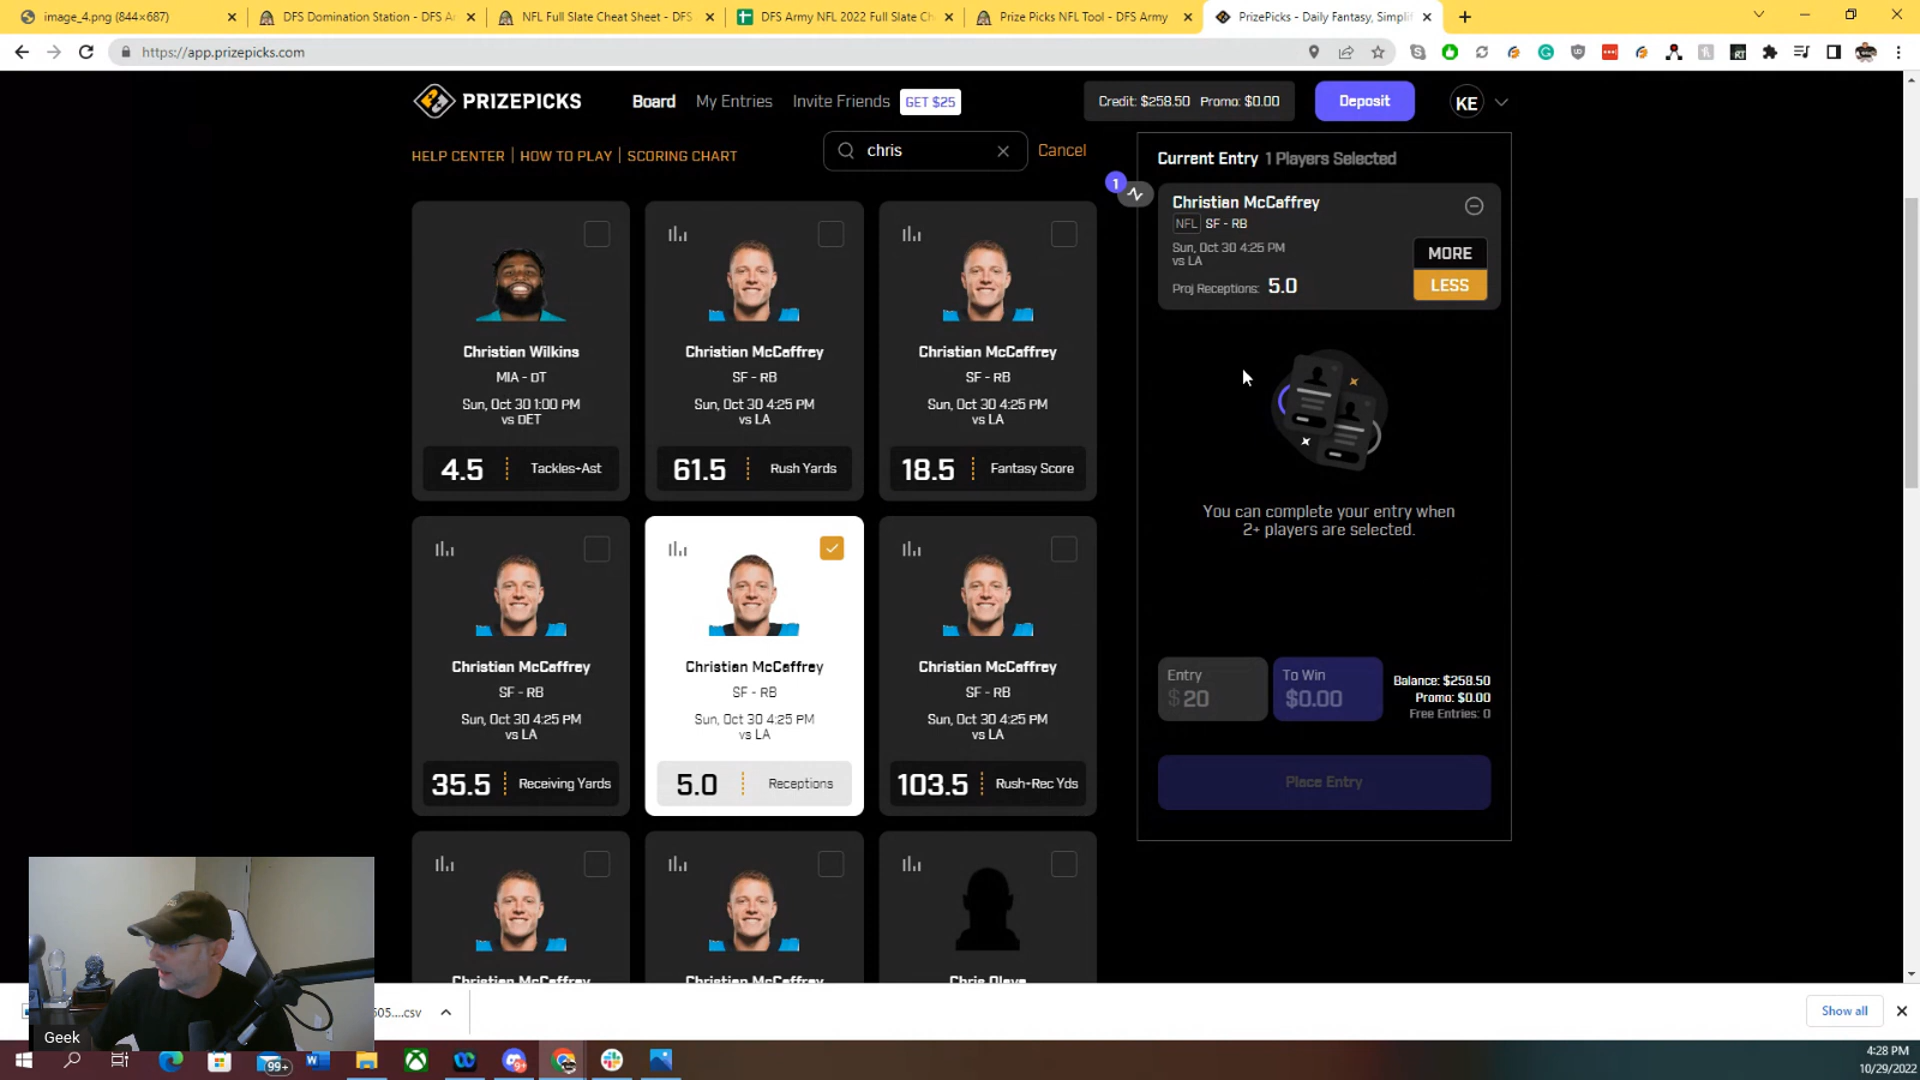 image_4.png (844×687)
DFS Domination Station - DFS Ar
NFL Full Slate Cheat Sheet - DFS
DFS Army NFL 2022 Full Slate Ch
Prize Picks NFL Tool - DFS Army
PrizePicks - Daily Fantasy, Simplif
https://app.prizepicks.com
PRIZEPICKS
Board
My Entries
Invite Friends
GET $25
Credit: $258.50 Promo: $0.00
Deposit
KE
HELP CENTER | HOW TO PLAY | SCORING CHART
chris
Cancel
Christian Wilkins
MIA - DT
Sun, Oct 30 1:00 PM
vs DET
4.5
Tackles+Ast
Christian McCaffrey
SF - RB
Sun, Oct 30 4:25 PM
vs LA
61.5
Rush Yards
Christian McCaffrey
SF - RB
Sun, Oct 30 4:25 PM
vs LA
18.5
Fantasy Score
Christian McCaffrey
SF - RB
Sun, Oct 30 4:25 PM
vs LA
35.5
Receiving Yards
Christian McCaffrey
SF - RB
Sun, Oct 30 4:25 PM
vs LA
5.0
Receptions
Christian McCaffrey
SF - RB
Sun, Oct 30 4:25 PM
vs LA
103.5
Rush+Rec Yds
Christian McCaffrey
Christian McCaffrey
Chris Olave
Current Entry 1 Players Selected
1
Christian McCaffrey
NFL SF - RB
Sun, Oct 30 4:25 PM
vs LA
Proj Receptions: 5.0
MORE
LESS
You can complete your entry when
2+ players are selected.
Entry
$ 20
To Win
$0.00
Balance: $258.50
Promo: $0.00
Free Entries: 0
Place Entry
Geek
Show all
99+
4:28 PM
10/29/2022